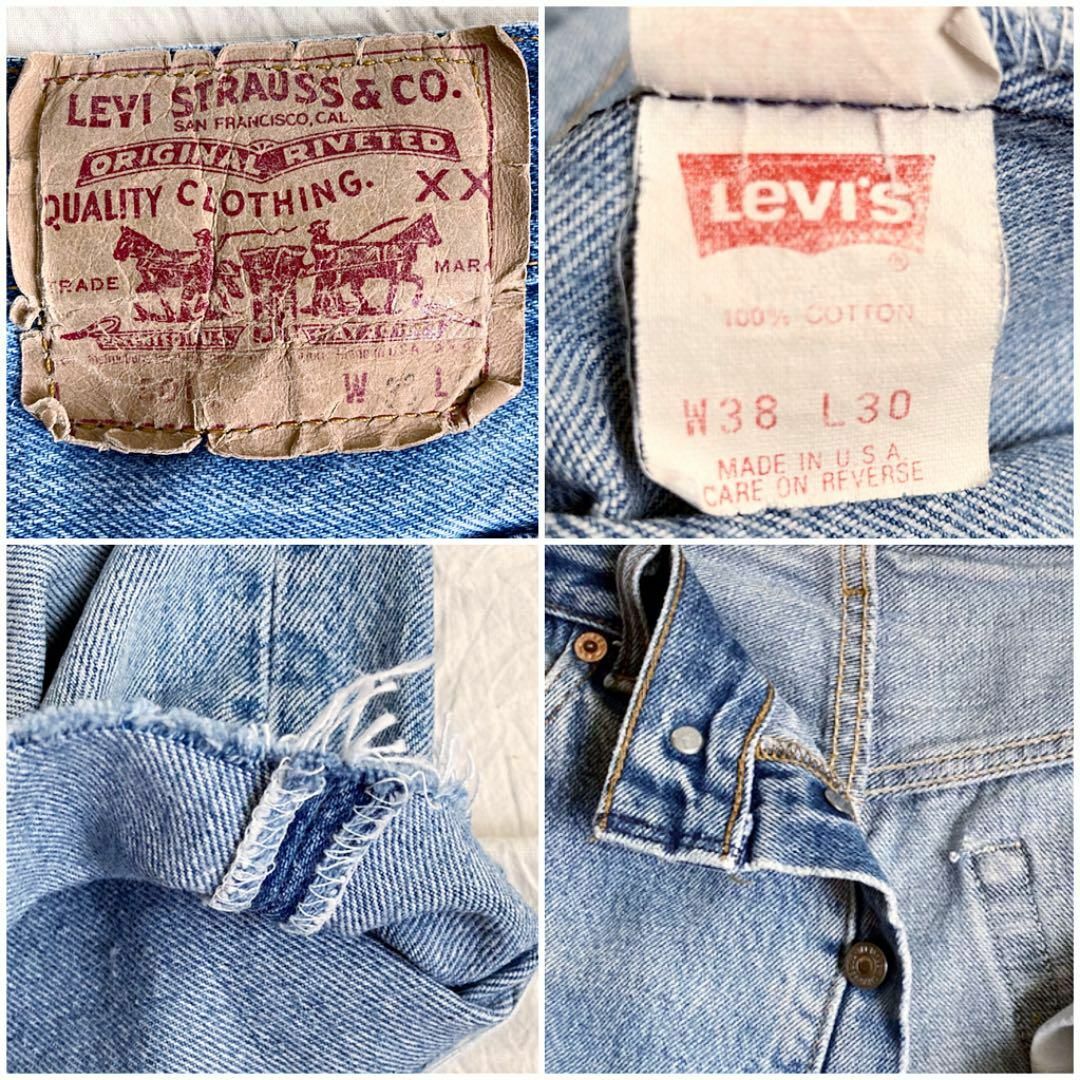 LEVI STRAUSS & CO.
SAN FRANCISCO, CAL.
ORIGINAL RIVETED
QUALITY CLOTHING. XX
TRADE MARK
W L
LEVI'S
®
100% COTTON
W38 L30
MADE IN U.S.A.
CARE ON REVERSE